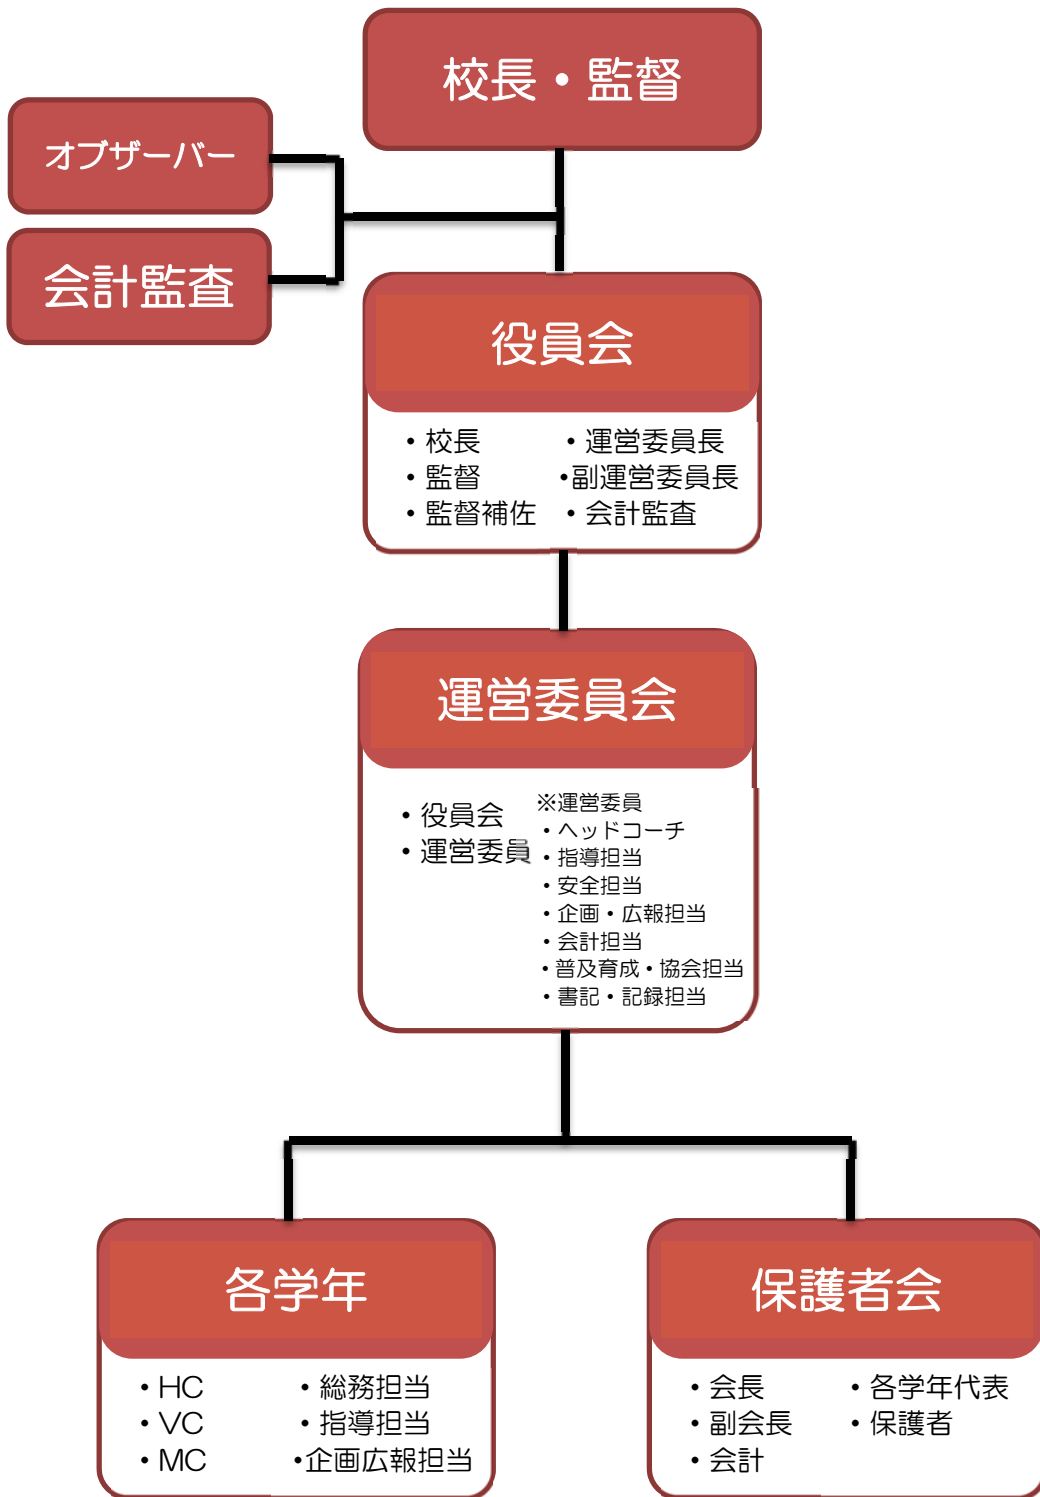 校長・監督
オブザーバー
会計監査
役員会
・校長
・監督
・監督補佐
・運営委員長
・副運営委員長
・会計監査
運営委員会
・役員会
・運営委員
※運営委員
・ヘッドコーチ
・指導担当
・安全担当
・企画・広報担当
・会計担当
・普及育成・協会担当
・書記・記録担当
各学年
・HC
・VC
・MC
・総務担当
・指導担当
・企画広報担当
保護者会
・会長
・副会長
・会計
・各学年代表
・保護者